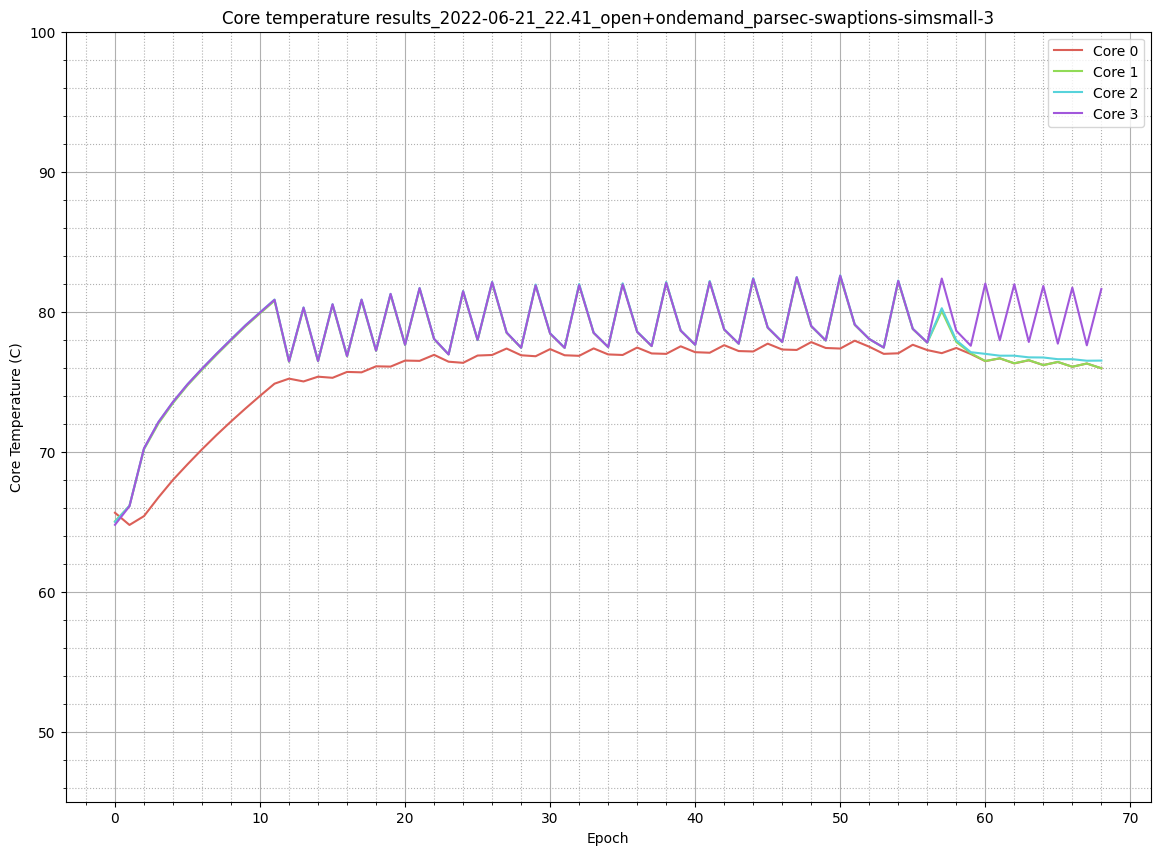 Core temperature results_2022-06-21_22.41_open+ondemand_parsec-swaptions-simsmall-3
Core 0
Core 1
Core 2
Core 3
100
90
80
70
60
50
Core Temperature (C)
0 10 20 30 40 50 60 70
Epoch